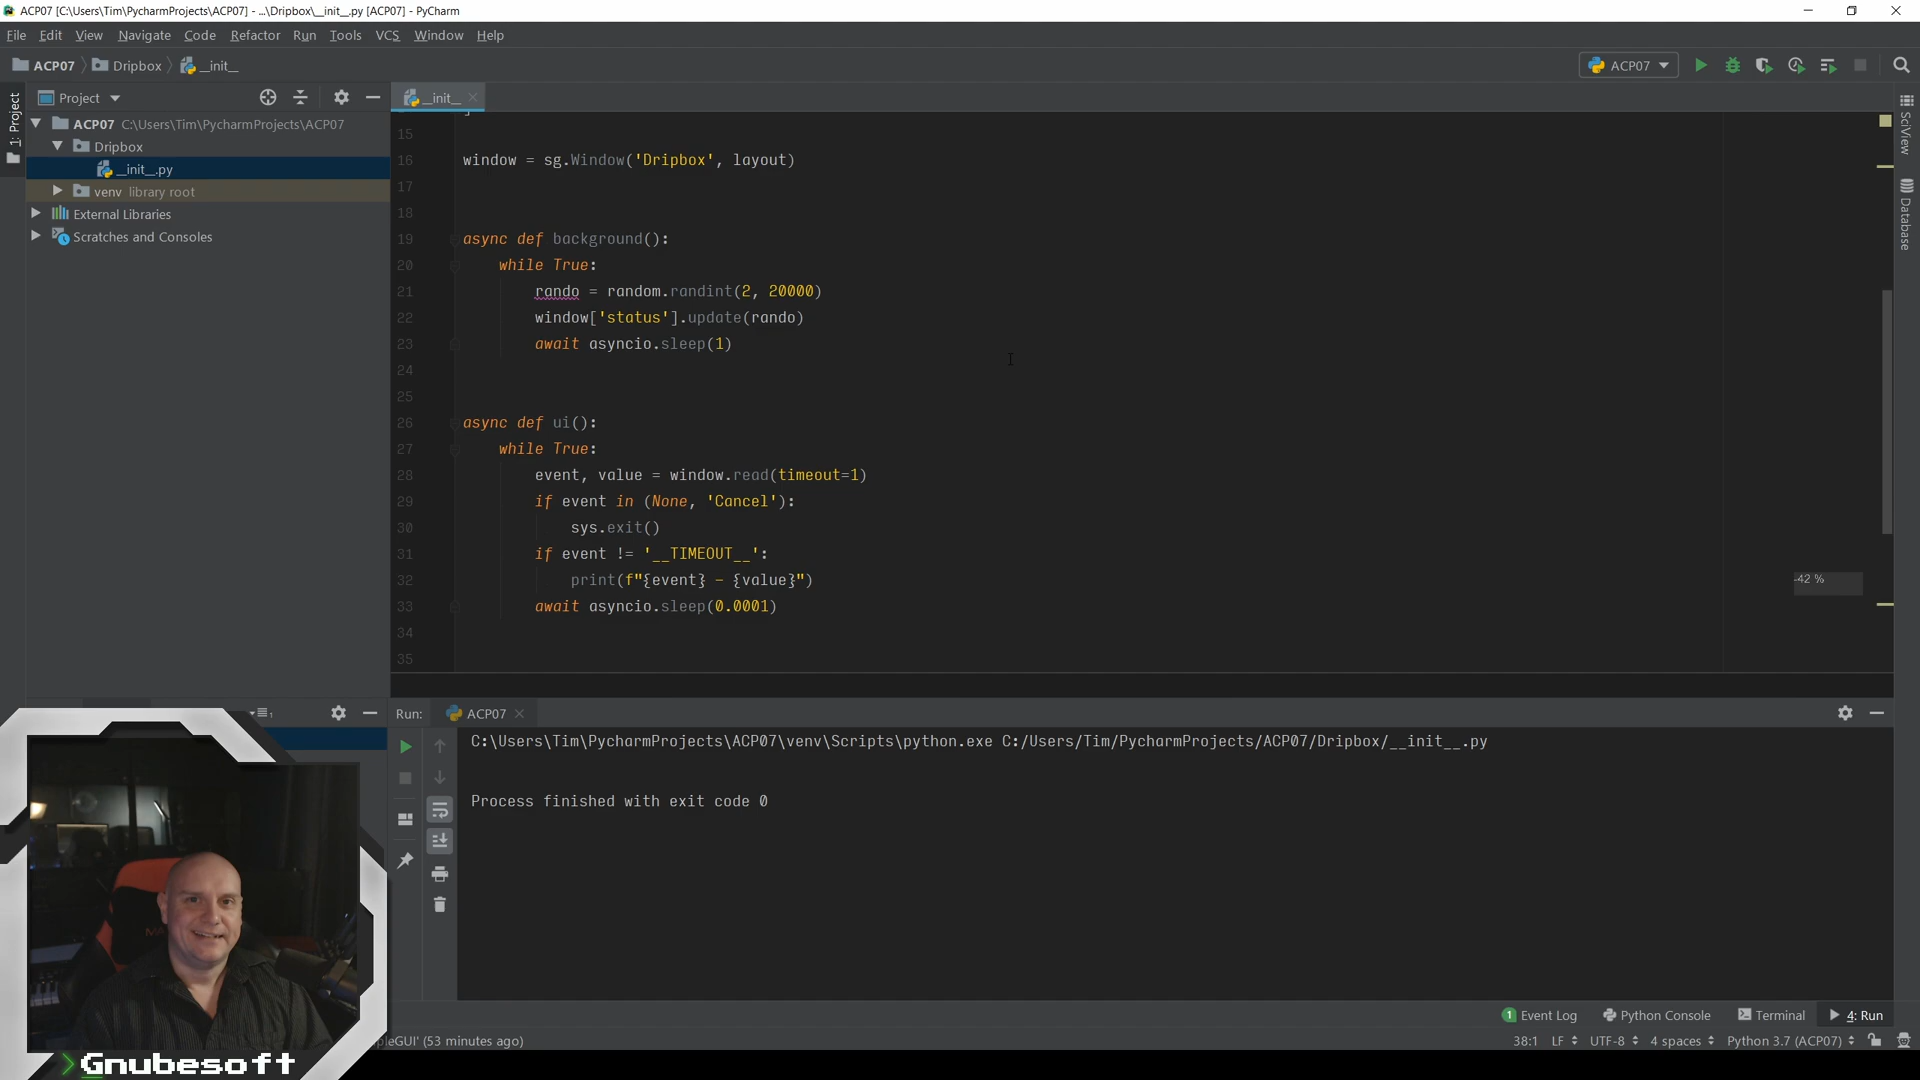 ACP07 [C:\Users\Tim\PycharmProjects\ACP07] - ...\Dripbox\__init__.py [ACP07] - PyCharm
File Edit View Navigate Code Refactor Run Tools VCS Window Help
ACP07 Dripbox __init__
ACP07
1: Project
Project
__init__
SciView
Database
ACP07 C:\Users\Tim\PycharmProjects\ACP07
Dripbox
__init__.py
venv library root
External Libraries
Scratches and Consoles
15
16 window = sg.Window('Dripbox', layout)
17
18
19 async def background():
20 while True:
21 rando = random.randint(2, 20000)
22 window['status'].update(rando)
23 await asyncio.sleep(1)
24
25
26 async def ui():
27 while True:
28 event, value = window.read(timeout=1)
29 if event in (None, 'Cancel'):
30 sys.exit()
31 if event != '__TIMEOUT__':
32 print(f"{event} - {value}")
33 await asyncio.sleep(0.0001)
34
35
-42 %
Run: ACP07
C:\Users\Tim\PycharmProjects\ACP07\venv\Scripts\python.exe C:/Users/Tim/PycharmProjects/ACP07/Dripbox/__init__.py
Process finished with exit code 0
1 Event Log Python Console Terminal 4: Run
pleGUI' (53 minutes ago) 38:1 LF UTF-8 4 spaces Python 3.7 (ACP07)
>Gnubesoft